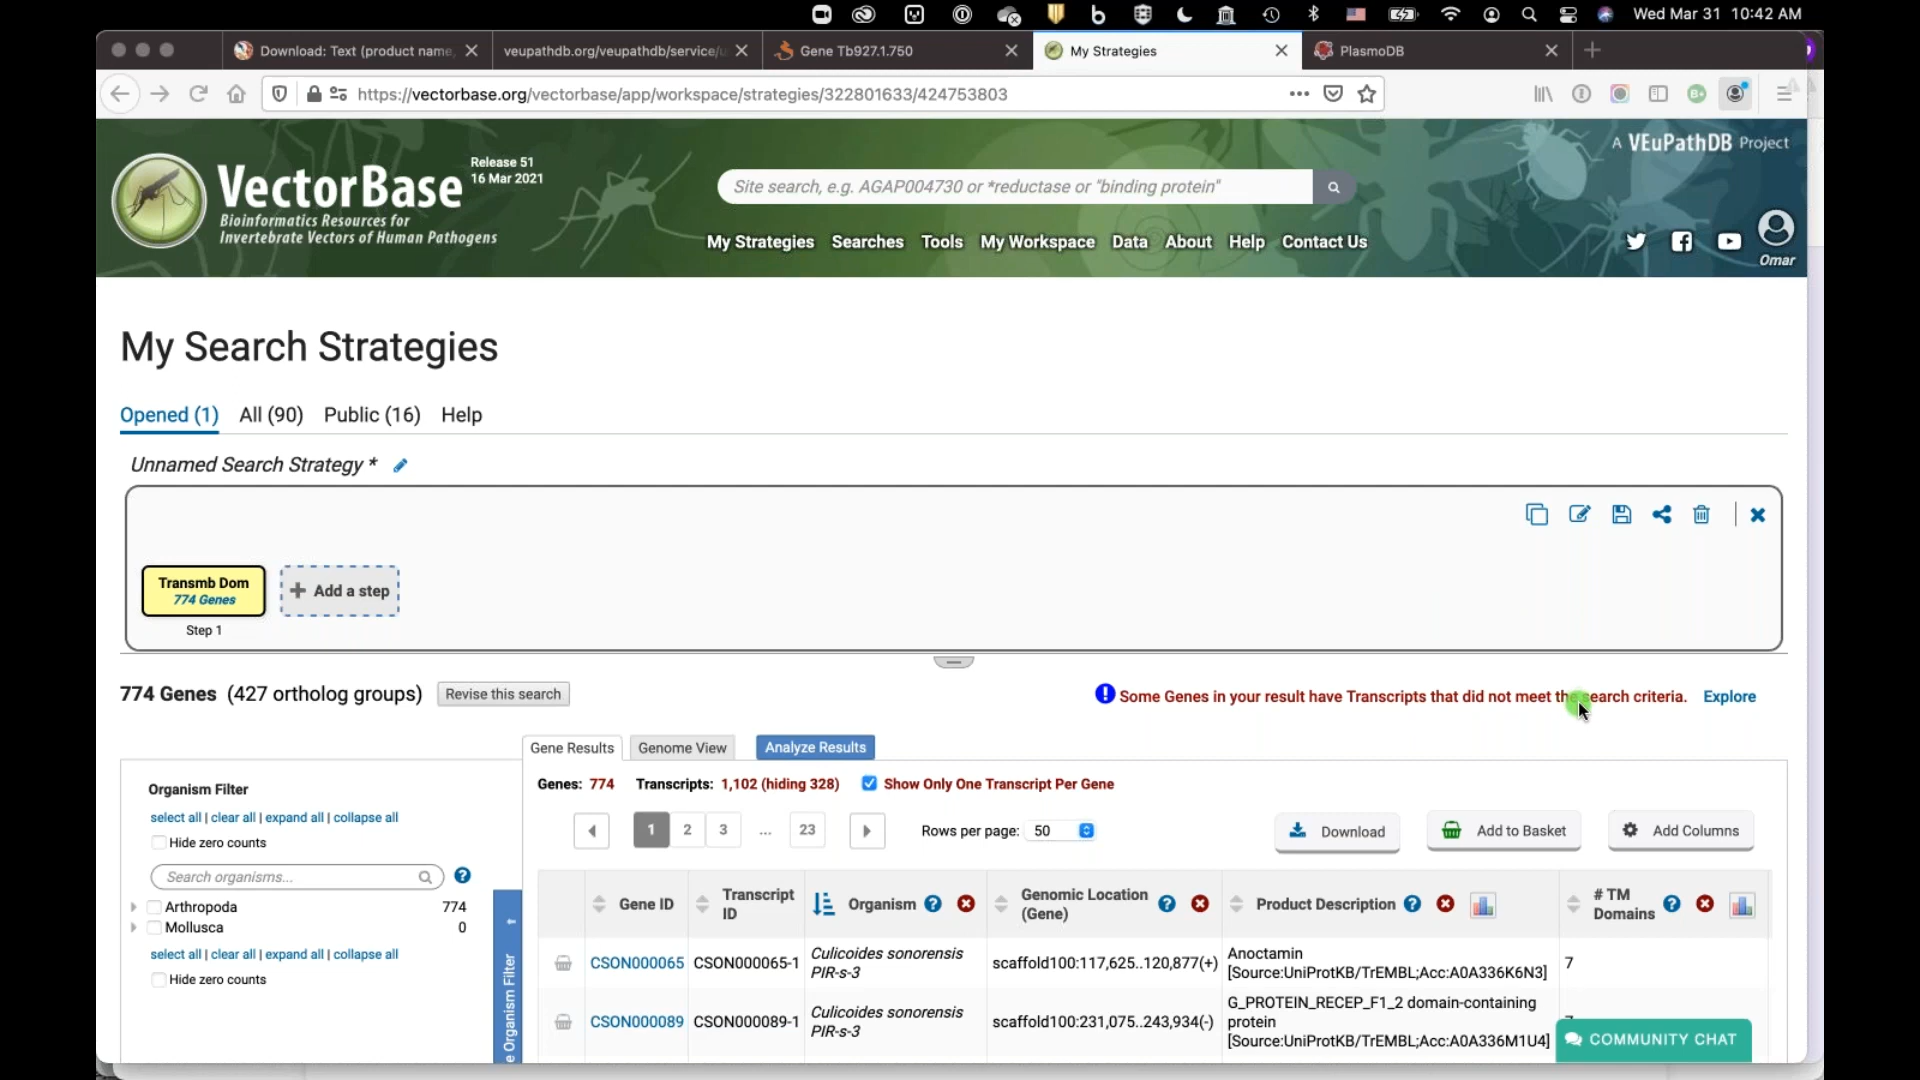 Wed Mar 31 10:42 AM
Download: Text (product name,
veupathdb.org/veupathdb/service/u
Gene Tb927.1.750
My Strategies
PlasmoDB
https://vectorbase.org/vectorbase/app/workspace/strategies/322801633/424753803
A VEuPathDB Project
VectorBase
Release 51
16 Mar 2021
Bioinformatics Resources for
Invertebrate Vectors of Human Pathogens
Site search, e.g. AGAP004730 or *reductase or "binding protein"
My Strategies Searches Tools My Workspace Data About Help Contact Us
Omar
My Search Strategies
Opened (1) All (90) Public (16) Help
Unnamed Search Strategy *
Transmb Dom
774 Genes
Step 1
+ Add a step
774 Genes (427 ortholog groups) Revise this search
Some Genes in your result have Transcripts that did not meet the search criteria. Explore
Gene Results Genome View Analyze Results
Organism Filter
select all | clear all | expand all | collapse all
Hide zero counts
Search organisms...
Arthropoda 774
Mollusca 0
select all | clear all | expand all | collapse all
Hide zero counts
e Organism Filter
Genes: 774 Transcripts: 1,102 (hiding 328) Show Only One Transcript Per Gene
1 2 3 ... 23 Rows per page: 50 Download Add to Basket Add Columns
Gene ID
Transcript
ID
Organism
Genomic Location
(Gene)
Product Description
# TM
Domains
CSON000065 CSON000065-1
Culicoides sonorensis
PIR-s-3
scaffold100:117,625..120,877(+)
Anoctamin
[Source:UniProtKB/TrEMBL;Acc:A0A336K6N3]
7
CSON000089 CSON000089-1
Culicoides sonorensis
PIR-s-3
scaffold100:231,075..243,934(-)
G_PROTEIN_RECEP_F1_2 domain-containing
protein
[Source:UniProtKB/TrEMBL;Acc:A0A336M1U4]
COMMUNITY CHAT